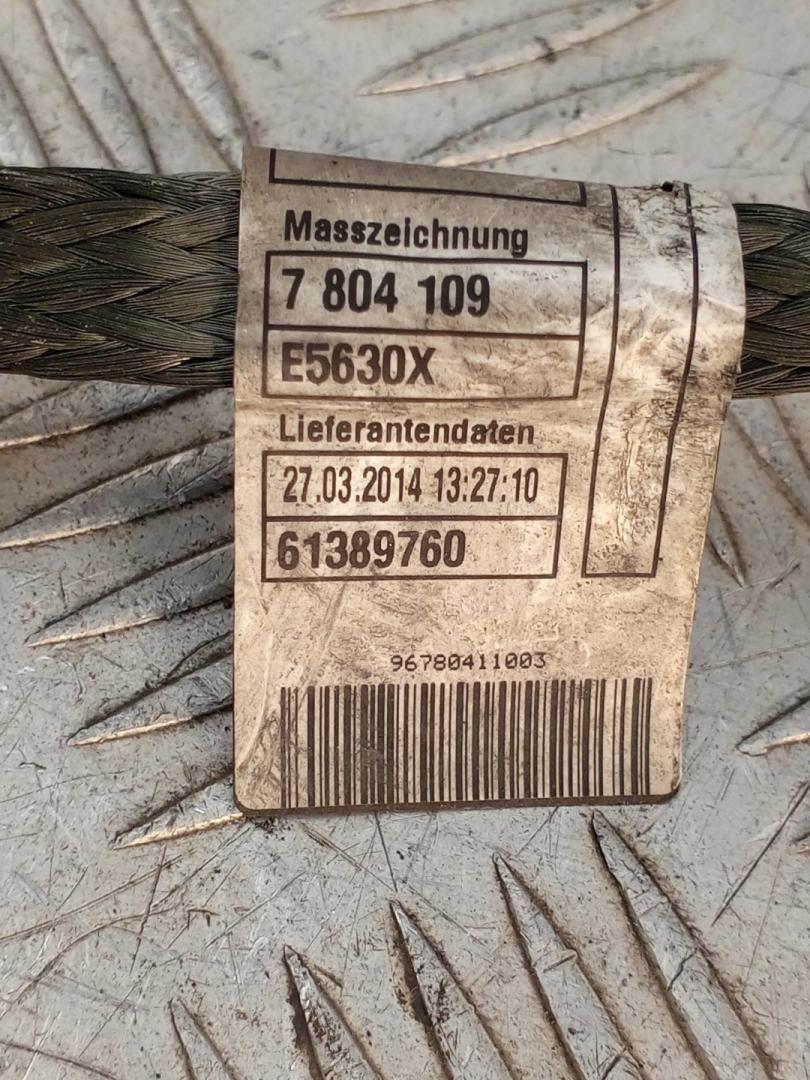 Masszeichnung
7 804 109
E5630X
Lieferantendaten
27.03.2014 13:27:10
61389760
96780411003